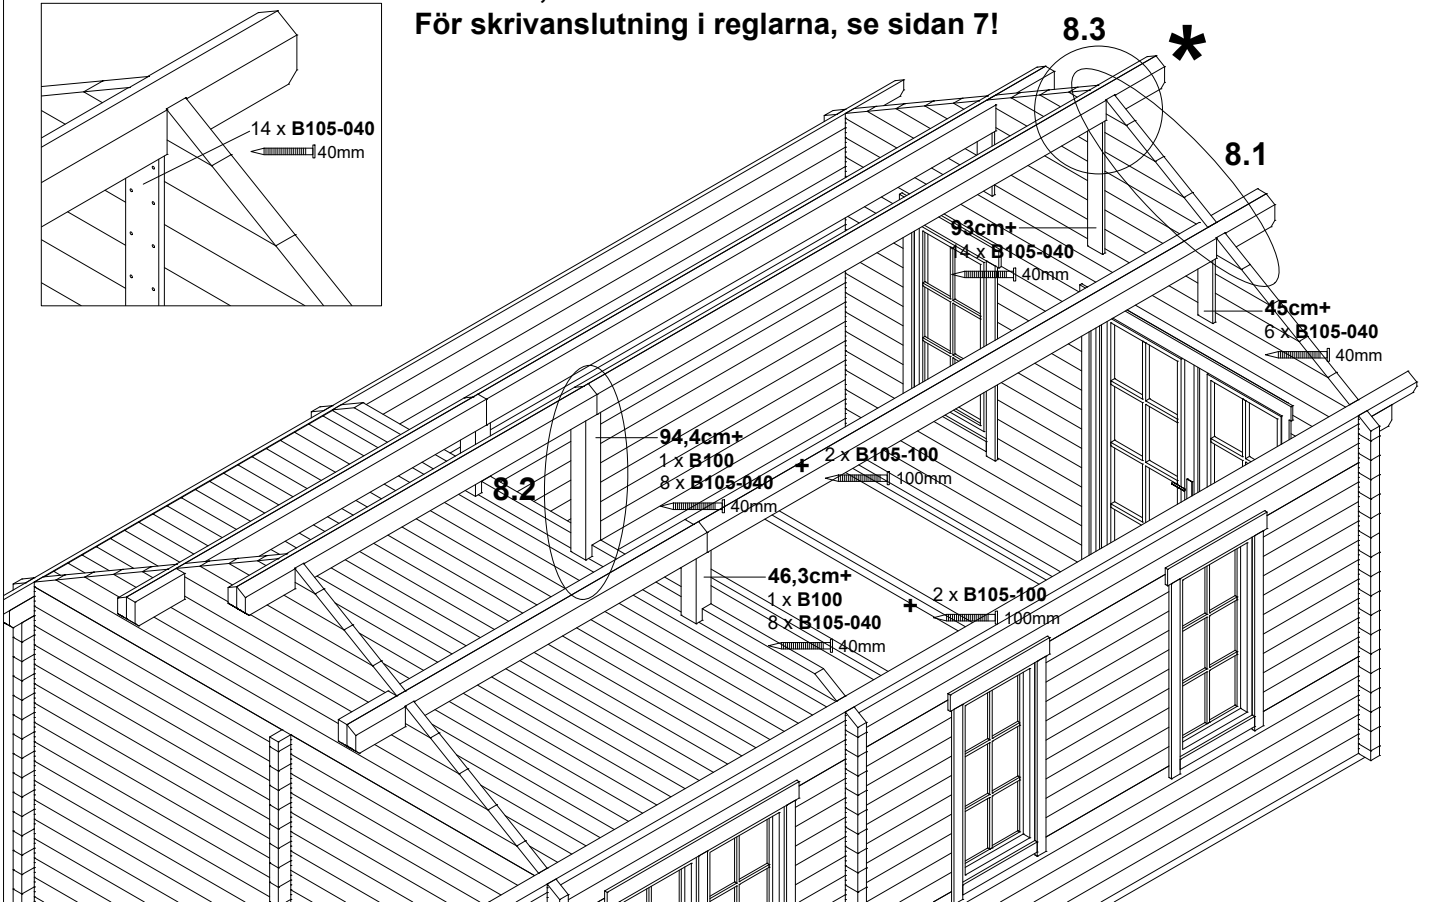 För skrivanslutning i reglarna, se sidan 7!
8.3
*
14 x B105-040
40mm
8.1
93cm+
14 x B105-040
40mm
45cm+
6 x B105-040
40mm
94,4cm+
1 x B100
8 x B105-040
40mm
+
2 x B105-100
100mm
8.2
46,3cm+
1 x B100
8 x B105-040
40mm
+
2 x B105-100
100mm